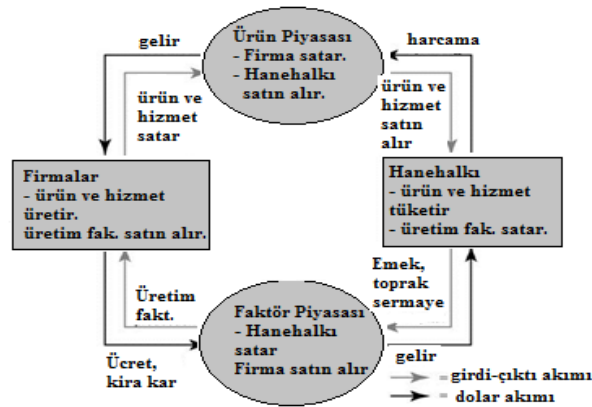 gelir
Ürün Piyasası
- Firma satar.
- Hanehalkı
satın alır.
harcama
ürün ve
hizmet
satar
ürün ve
hizmet
satın
alır
Firmalar
- ürün ve hizmet
üretir.
üretim fak. satın alır.
Hanehalkı
- ürün ve hizmet
tüketir
- üretim fak. satar.
Üretim
fakt.
Emek,
toprak
sermaye
Faktör Piyasası
- Hanehalkı
satar
Firma satın alır
Ücret,
kira kar
gelir
= girdi-çıktı akımı
= dolar akımı